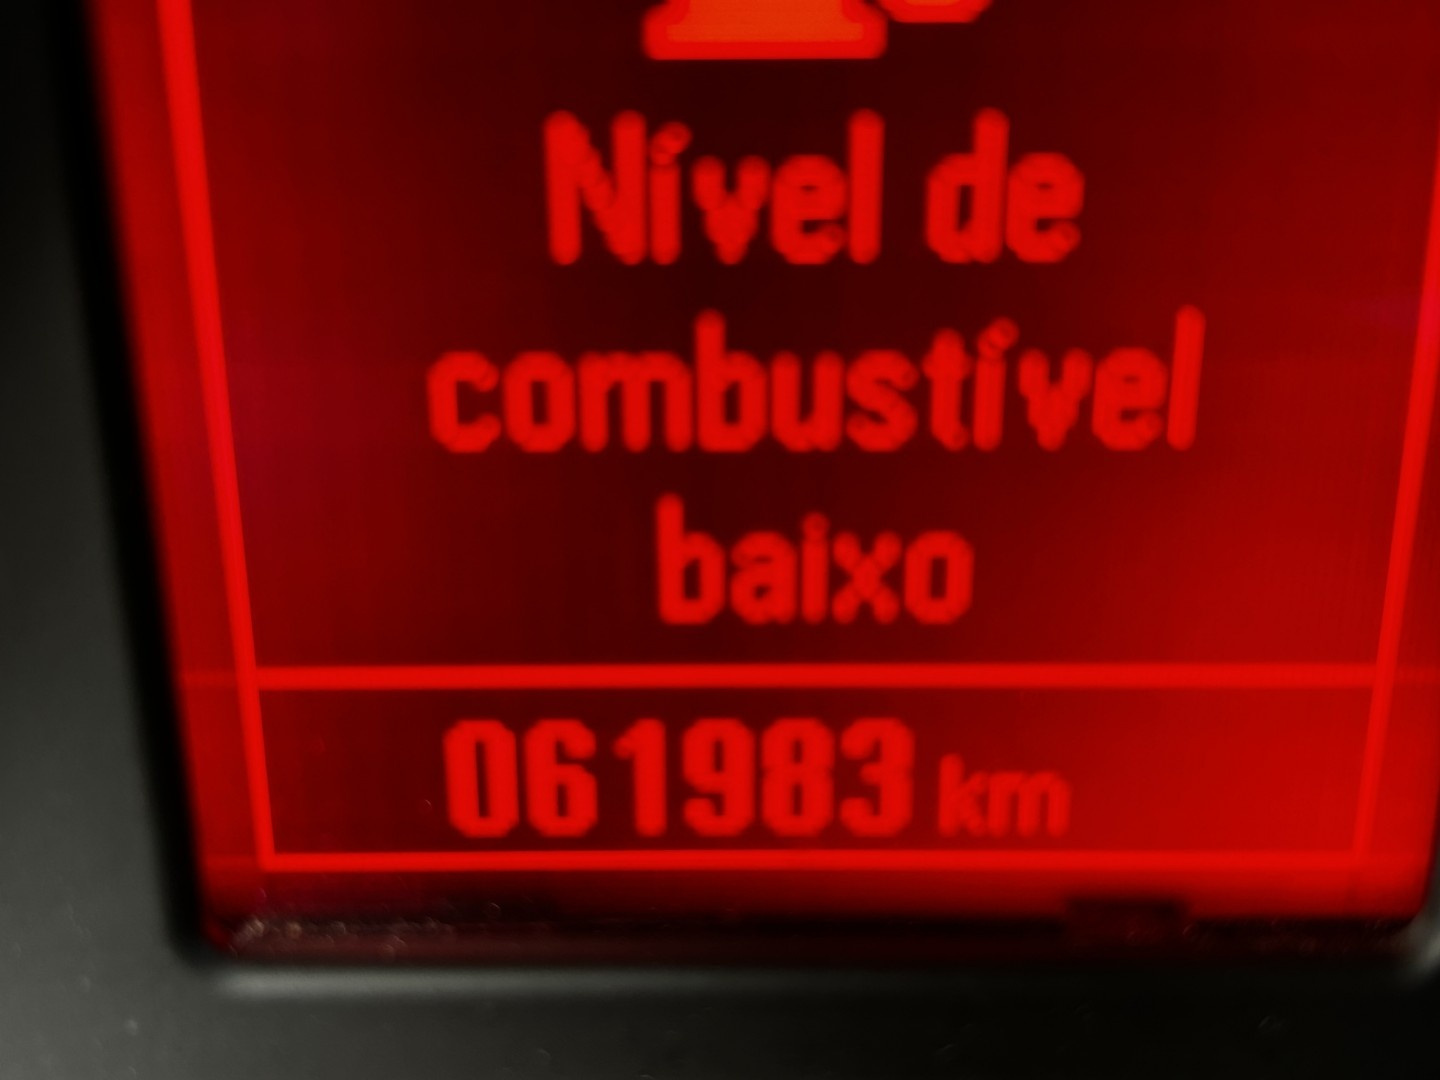 Nível de
combustível
baixo
061983 km